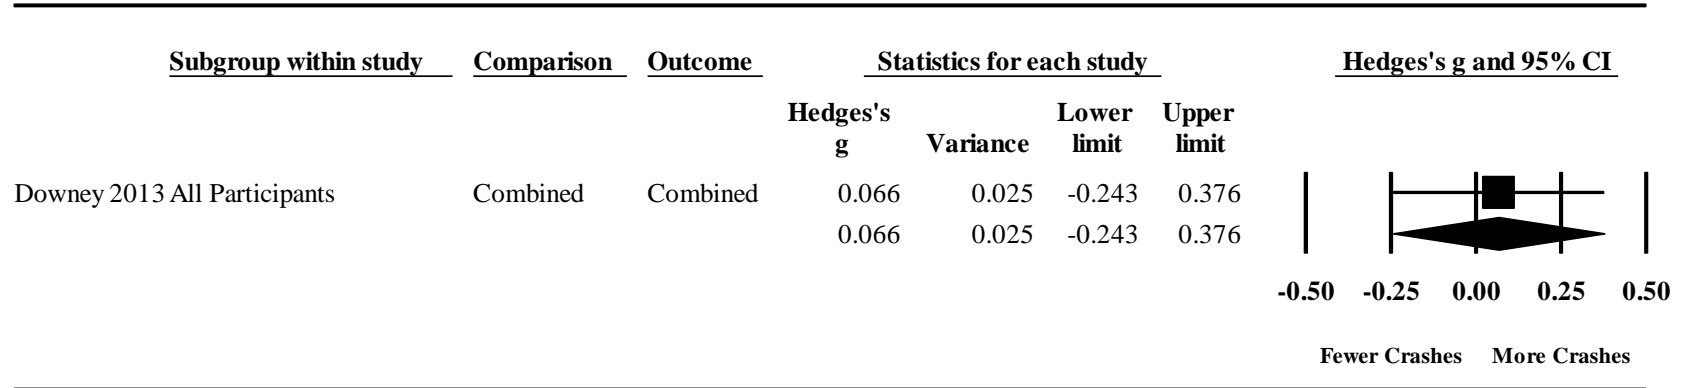 Subgroup within study Comparison Outcome Statistics for each study Hedges's g and 95% CI
Hedges's Lower Upper
g Variance limit limit
Downey 2013 All Participants Combined Combined 0.066 0.025 -0.243 0.376
0.066 0.025 -0.243 0.376
-0.50 -0.25 0.00 0.25 0.50
Fewer Crashes More Crashes